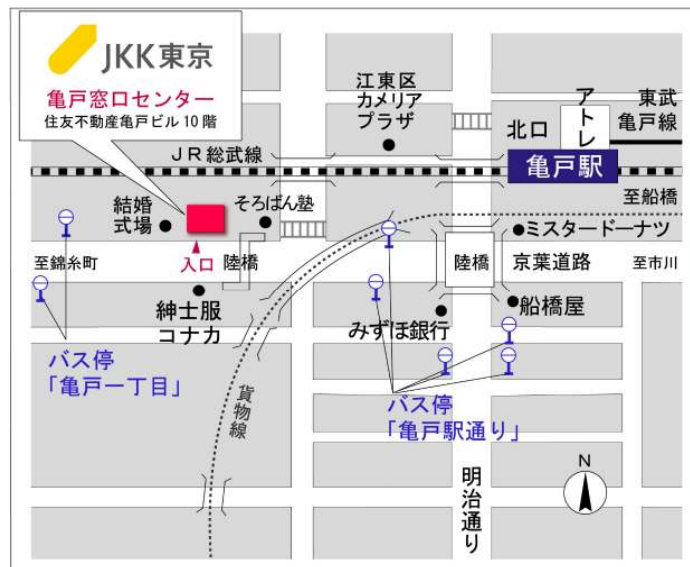 JKK東京
亀戸窓口センター
住友不動産亀戸ビル10階
江東区
カメリア
プラザ
北口
アトレ
東武
亀戸線
JR総武線
亀戸駅
至船橋
結婚
式場
そろばん塾
ミスタードーナツ
至錦糸町
入口
陸橋
陸橋
京葉道路
至市川
紳士服
コナカ
みずほ銀行
船橋屋
バス停
「亀戸一丁目」
貨物線
バス停
「亀戸駅通り」
明治通り
N